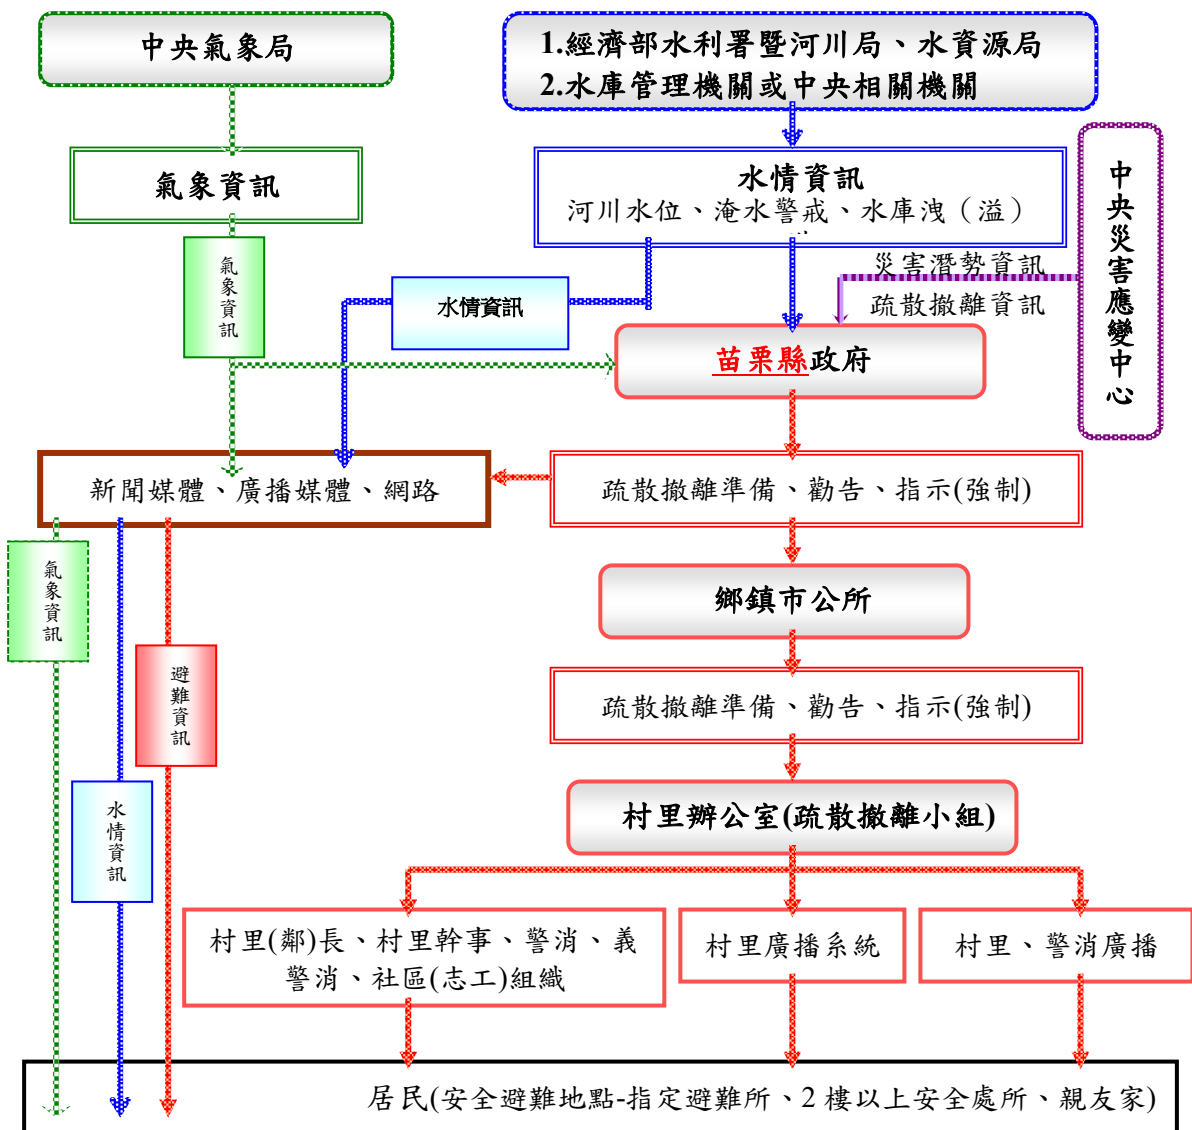 中央氣象局
1.經濟部水利署暨河川局、水資源局
2.水庫管理機關或中央相關機關
氣象資訊
水情資訊
河川水位、淹水警戒、水庫洩（溢）
中央災害應變中心
氣象資訊
水情資訊
災害潛勢資訊
疏散撤離資訊
苗栗縣政府
新聞媒體、廣播媒體、網路
疏散撤離準備、勸告、指示(強制)
氣象資訊
鄉鎮市公所
避難資訊
疏散撤離準備、勸告、指示(強制)
水情資訊
村里辦公室(疏散撤離小組)
村里(鄰)長、村里幹事、警消、義
警消、社區(志工)組織
村里廣播系統
村里、警消廣播
居民(安全避難地點-指定避難所、2 樓以上安全處所、親友家)